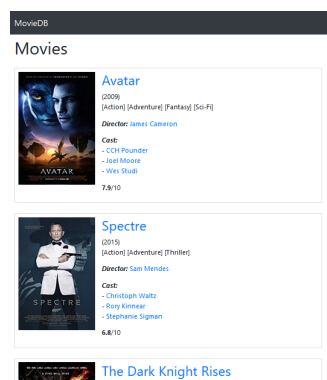 MovieDB
Movies
Avatar
(2009)
[Action] [Adventure] [Fantasy] [Sci-Fi]
Director: James Cameron
Cast:
- CCH Pounder
- Joel Moore
- Wes Studi
7.9/10
AVATAR
Spectre
(2015)
[Action] [Adventure] [Thriller]
Director: Sam Mendes
Cast:
- Christoph Waltz
- Rory Kinnear
- Stephanie Sigman
6.8/10
SPECTRE
The Dark Knight Rises